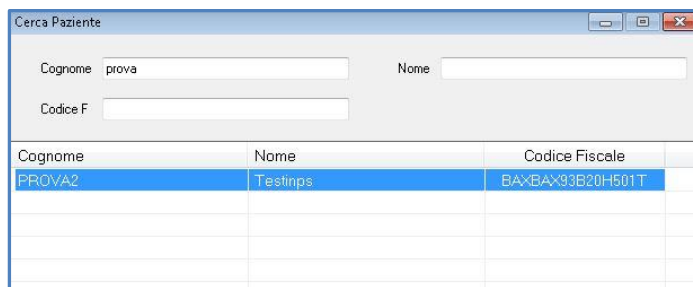 Cerca Paziente
Cognome prova Nome
Codice F
Cognome Nome Codice Fiscale
PROVA2 Testinps BAXBAX93B20H501T